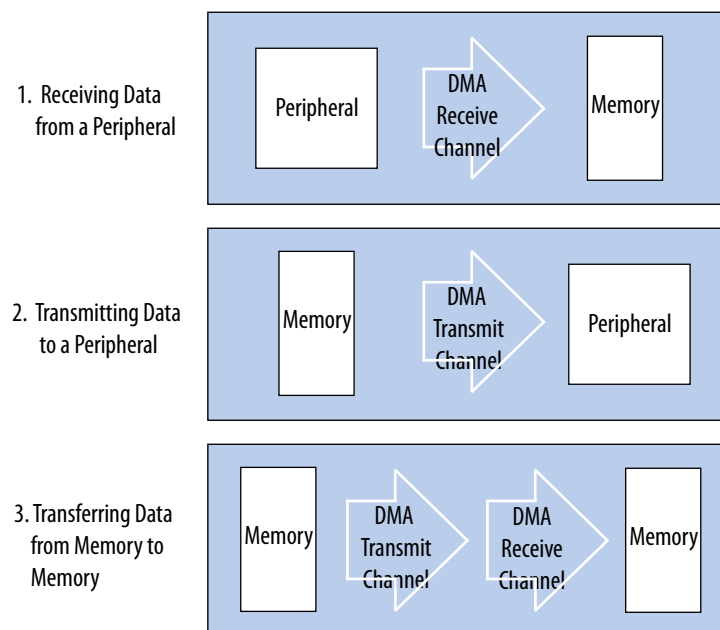 1. Receiving Data
from a Peripheral
Peripheral
DMA
Receive
Channel
Memory
2. Transmitting Data
to a Peripheral
Memory
DMA
Transmit
Channel
Peripheral
3. Transferring Data
from Memory to
Memory
Memory
DMA
Transmit
Channel
DMA
Receive
Channel
Memory